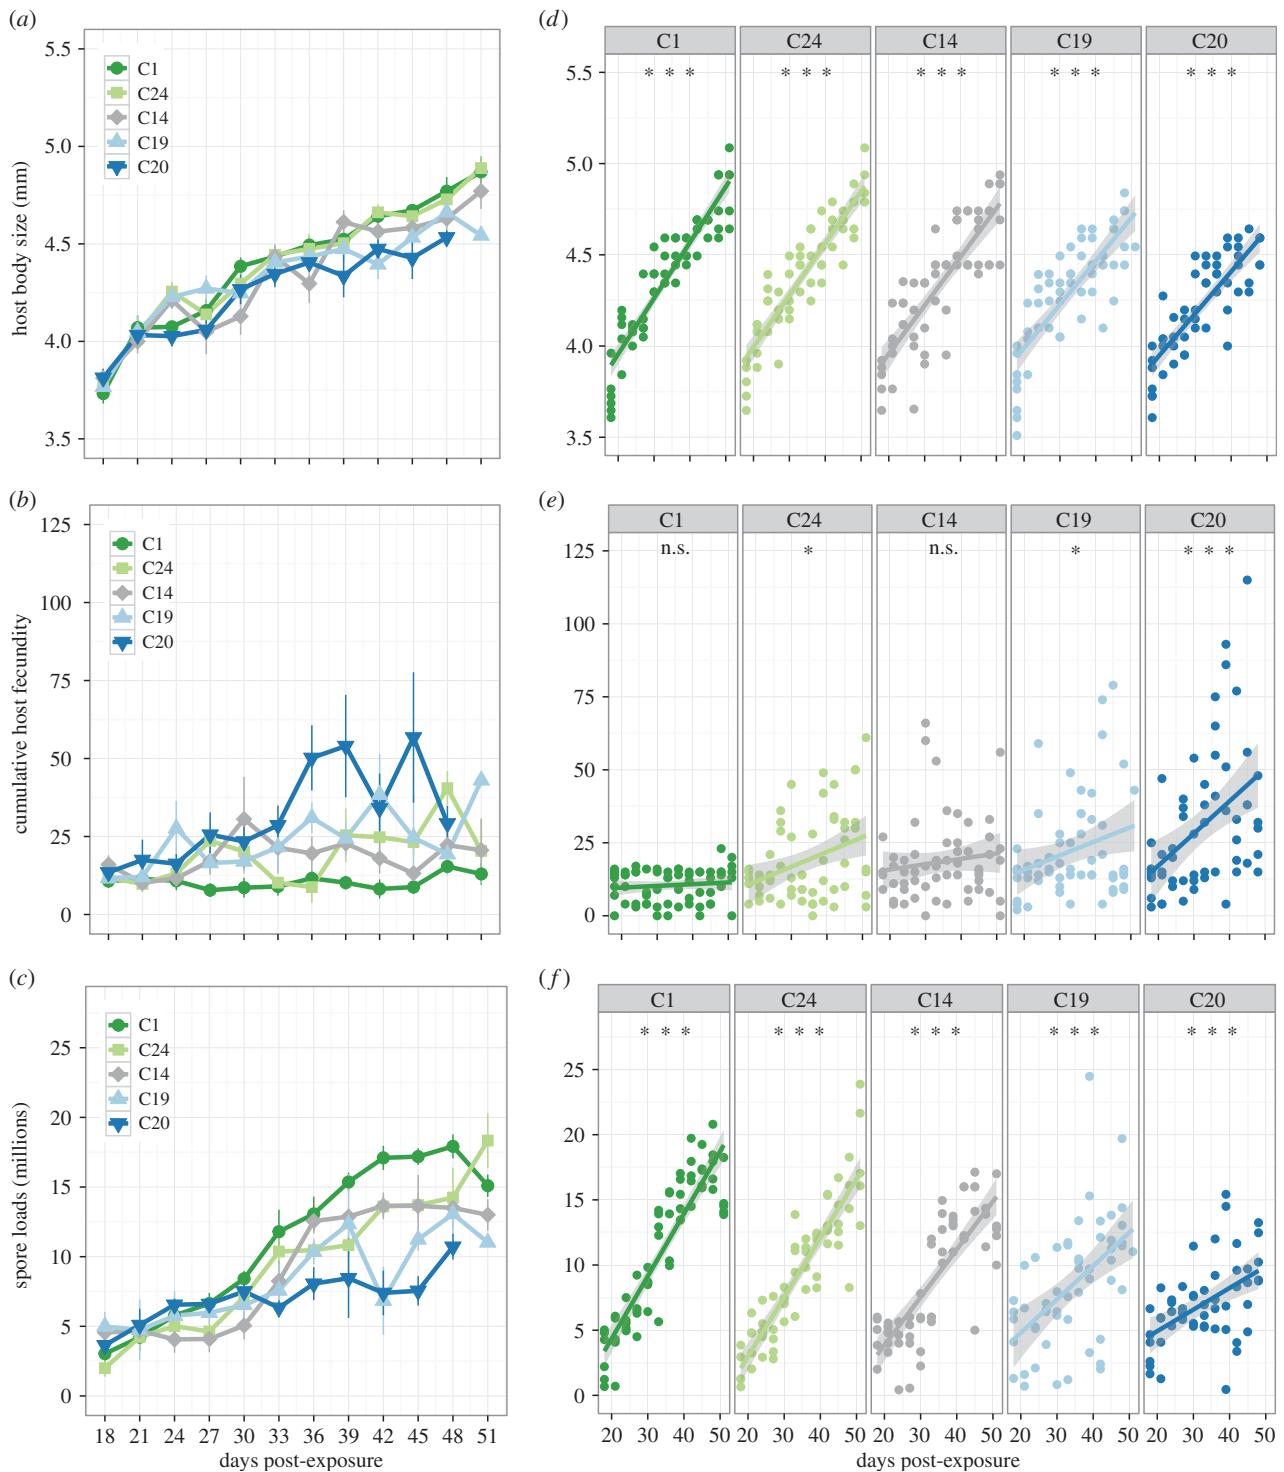 (a)
host body size (mm)
5.5
5.0
4.5
4.0
3.5
C1
C24
C14
C19
C20
(d)
C1 C24 C14 C19 C20
* * * * * * * * * * * * * * *
5.5
5.0
4.5
4.0
3.5
(b)
cumulative host fecundity
125
100
75
50
25
0
C1
C24
C14
C19
C20
(e)
C1 C24 C14 C19 C20
n.s. * n.s. * * * *
125
100
75
50
25
0
(c)
spore loads (millions)
25
20
15
10
5
0
C1
C24
C14
C19
C20
18 21 24 27 30 33 36 39 42 45 48 51
days post-exposure
(f)
C1 C24 C14 C19 C20
* * * * * * * * * * * * * * *
25
20
15
10
5
0
20 30 40 50 20 30 40 50 20 30 40 50 20 30 40 50 20 30 40 50
days post-exposure